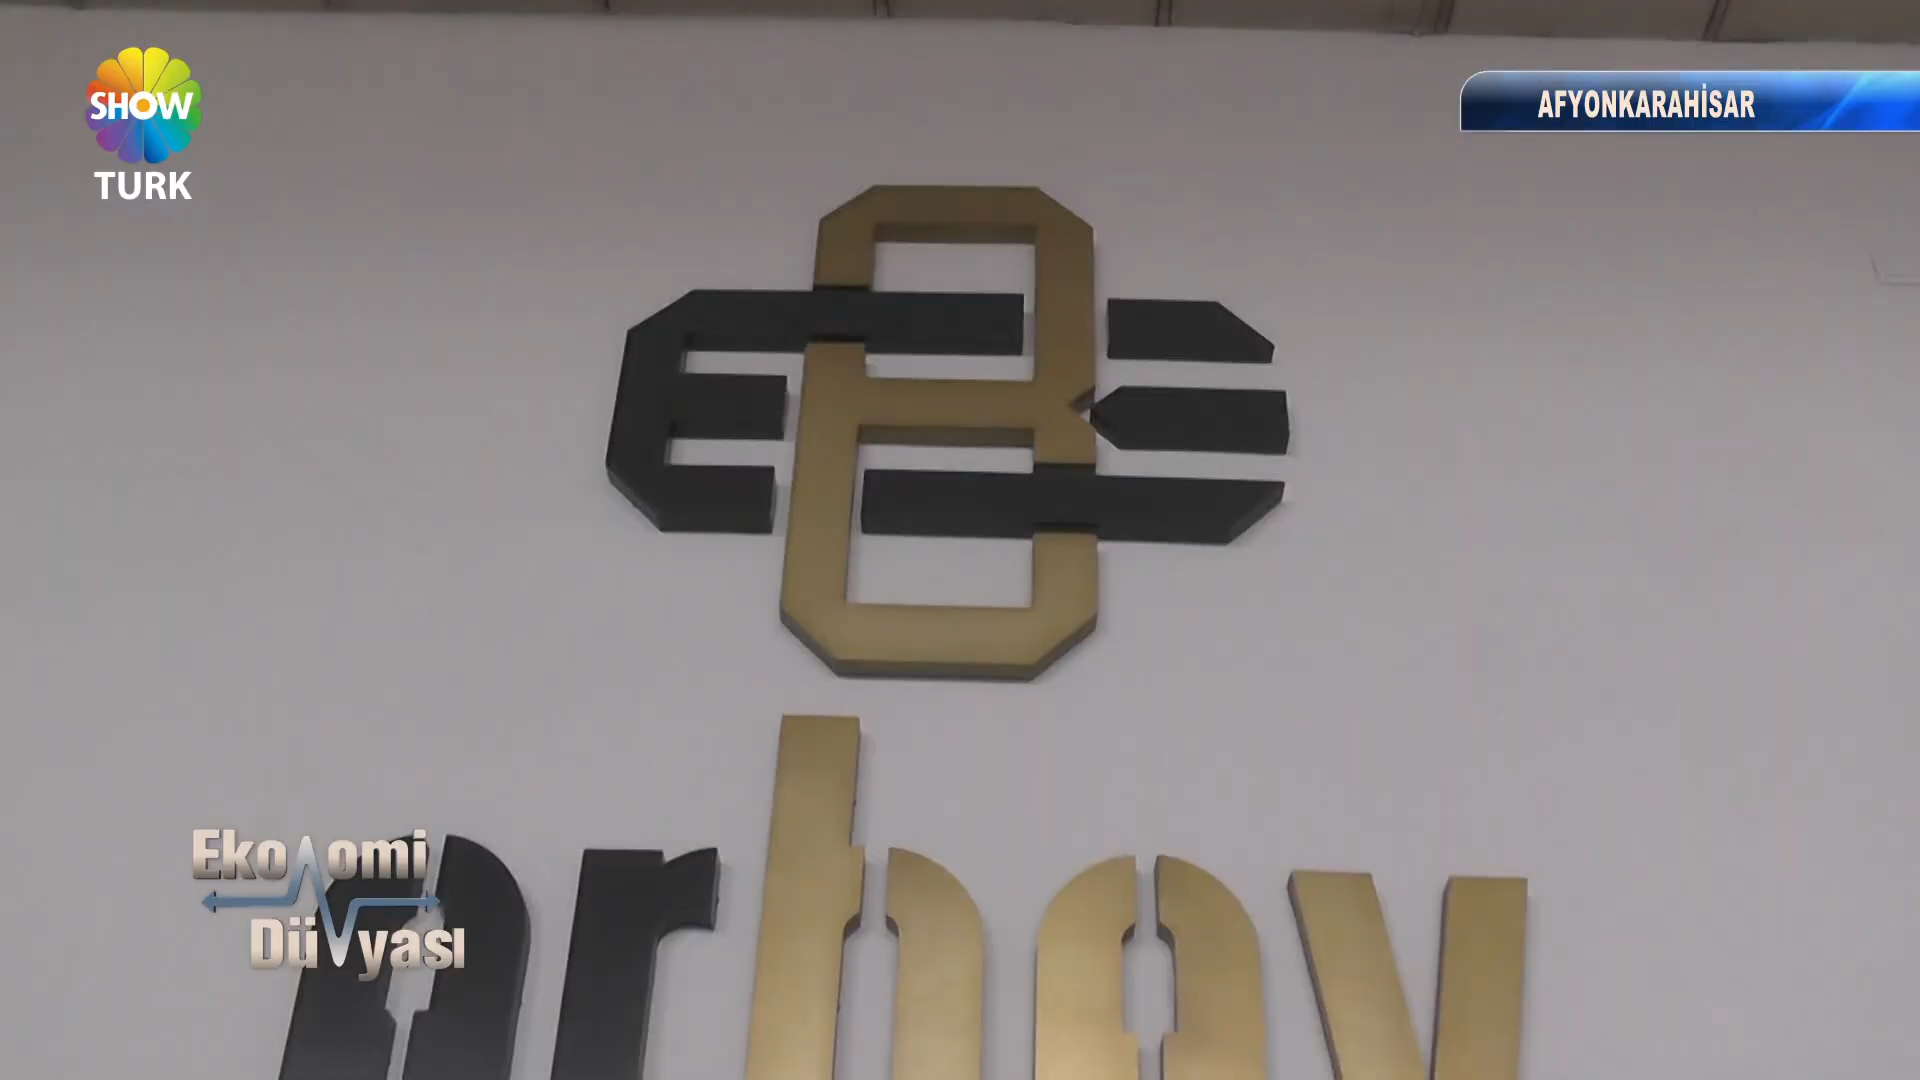 SHOW
TURK
AFYONKARAHİSAR
Ekonomi
Dünyası